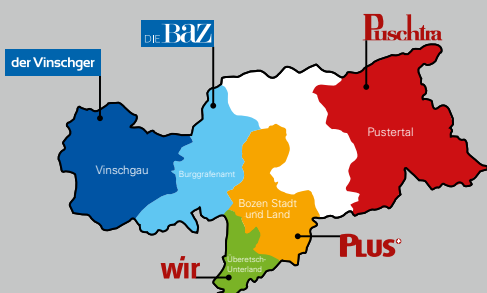 Puschtra
DIE BaZ
der Vinschger
Pustertal
Vinschgau
Burggrafenamt
Bozen Stadt
und Land
PLUS+
wir
Überetsch-
Unterland